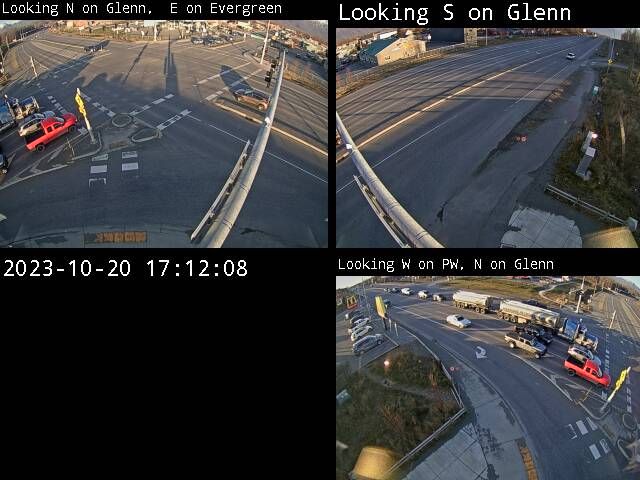 Looking N on Glenn,  E on Evergreen
Looking S on Glenn
2023-10-20 17:12:08
Looking W on PW, N on Glenn